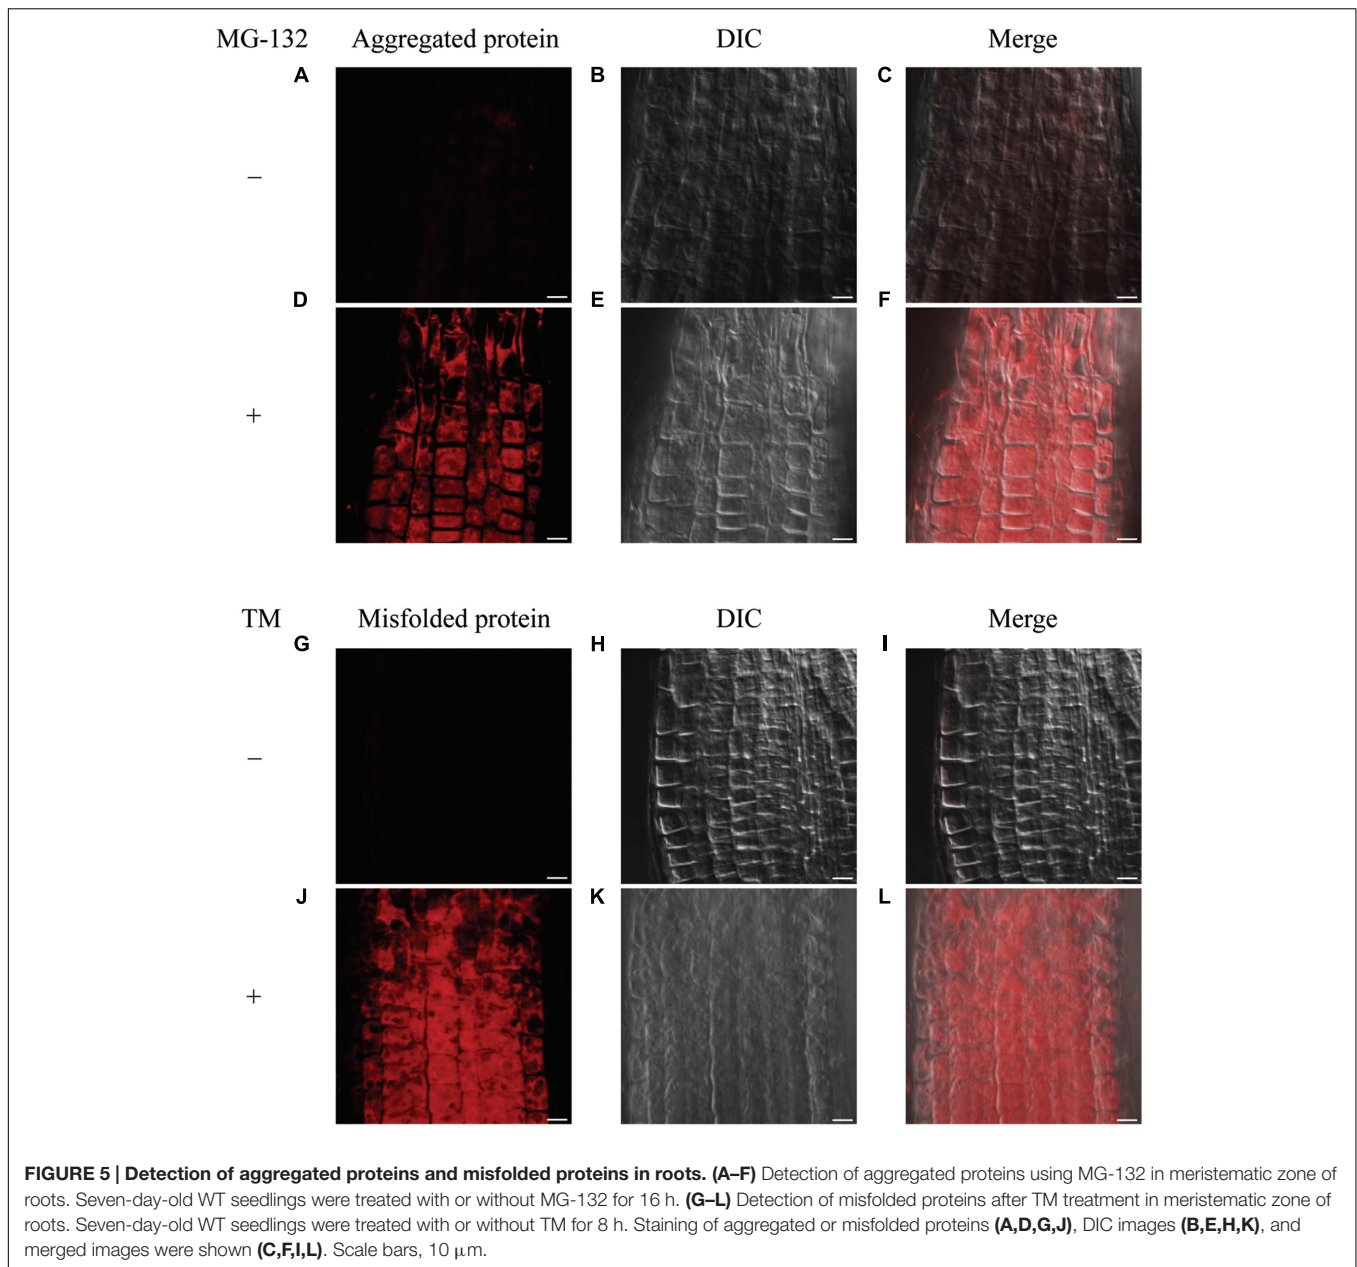 MG-132 Aggregated protein DIC Merge
A B C
−
D E F
+
TM Misfolded protein DIC Merge
G H I
−
J K L
+
FIGURE 5 | Detection of aggregated proteins and misfolded proteins in roots. (A–F) Detection of aggregated proteins using MG-132 in meristematic zone of
roots. Seven-day-old WT seedlings were treated with or without MG-132 for 16 h. (G–L) Detection of misfolded proteins after TM treatment in meristematic zone of
roots. Seven-day-old WT seedlings were treated with or without TM for 8 h. Staining of aggregated or misfolded proteins (A,D,G,J), DIC images (B,E,H,K), and
merged images were shown (C,F,I,L). Scale bars, 10 μm.